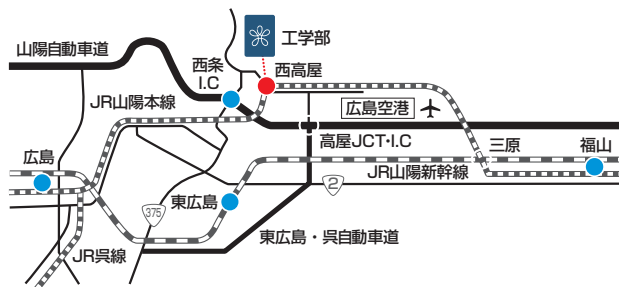 工学部
山陽自動車道
西条
I.C
西高屋
JR山陽本線
広島空港
高屋JCT・I.C
三原
福山
広島
JR山陽新幹線
2
東広島
375
東広島・呉自動車道
JR呉線